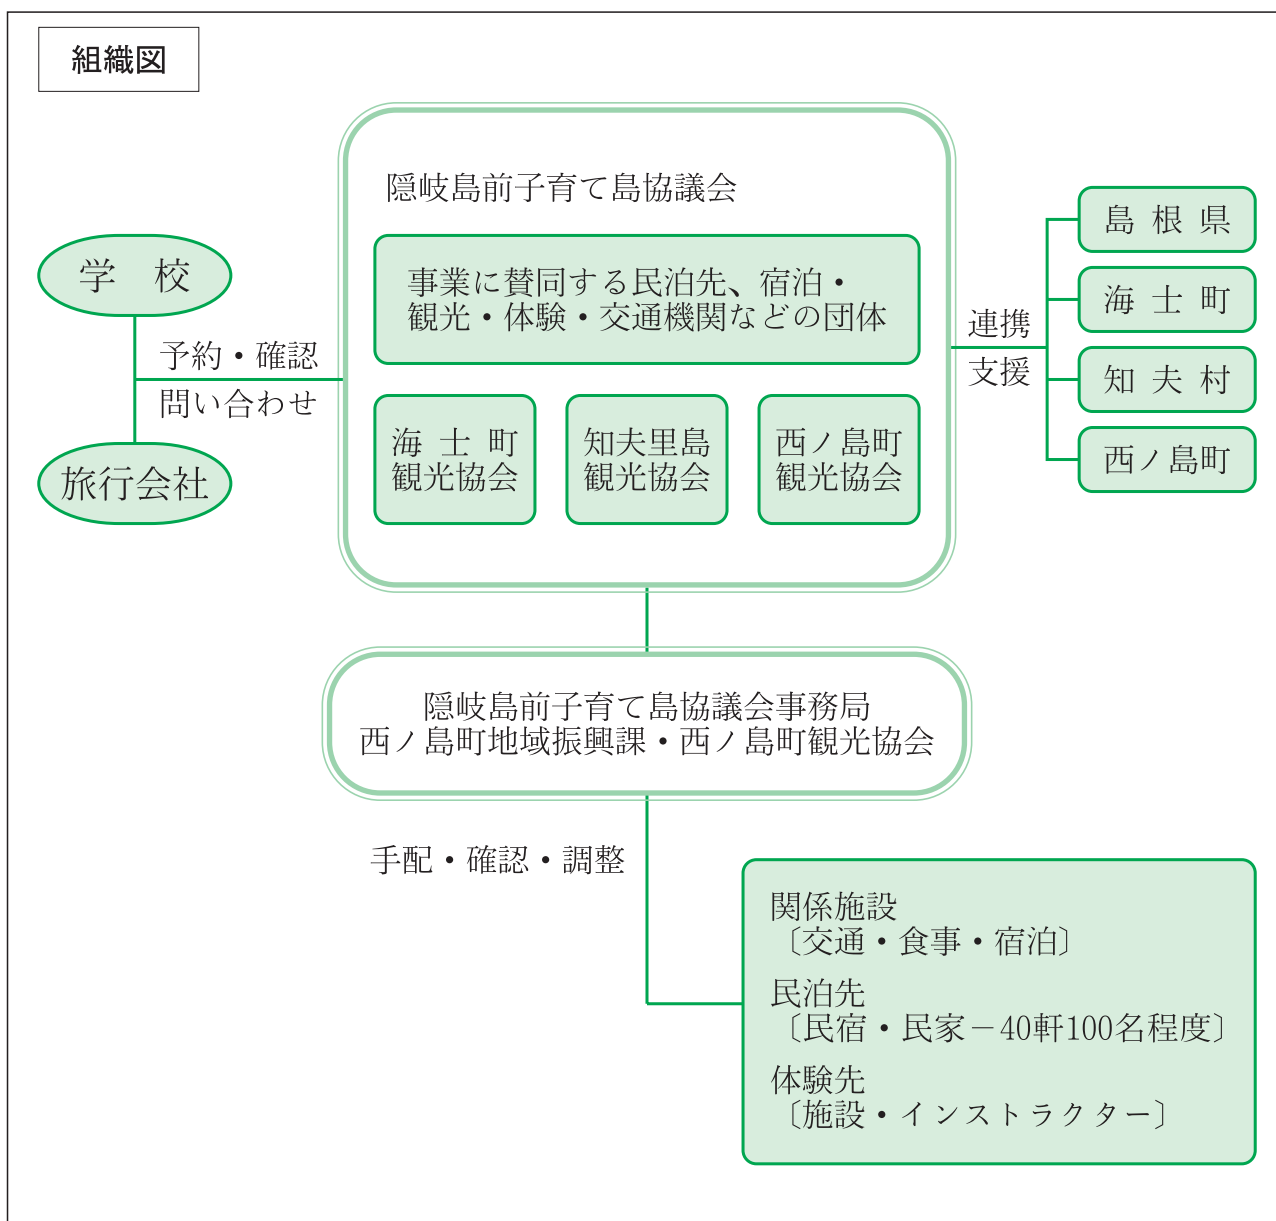 組織図
隠岐島前子育て島協議会
事業に賛同する民泊先、宿泊・
観光・体験・交通機関などの団体
海士町
観光協会
知夫里島
観光協会
西ノ島町
観光協会
学校
予約・確認
問い合わせ
旅行会社
連携
支援
島根県
海士町
知夫村
西ノ島町
隠岐島前子育て島協議会事務局
西ノ島町地域振興課・西ノ島町観光協会
手配・確認・調整
関係施設
〔交通・食事・宿泊〕
民泊先
〔民宿・民家－40軒100名程度〕
体験先
〔施設・インストラクター〕